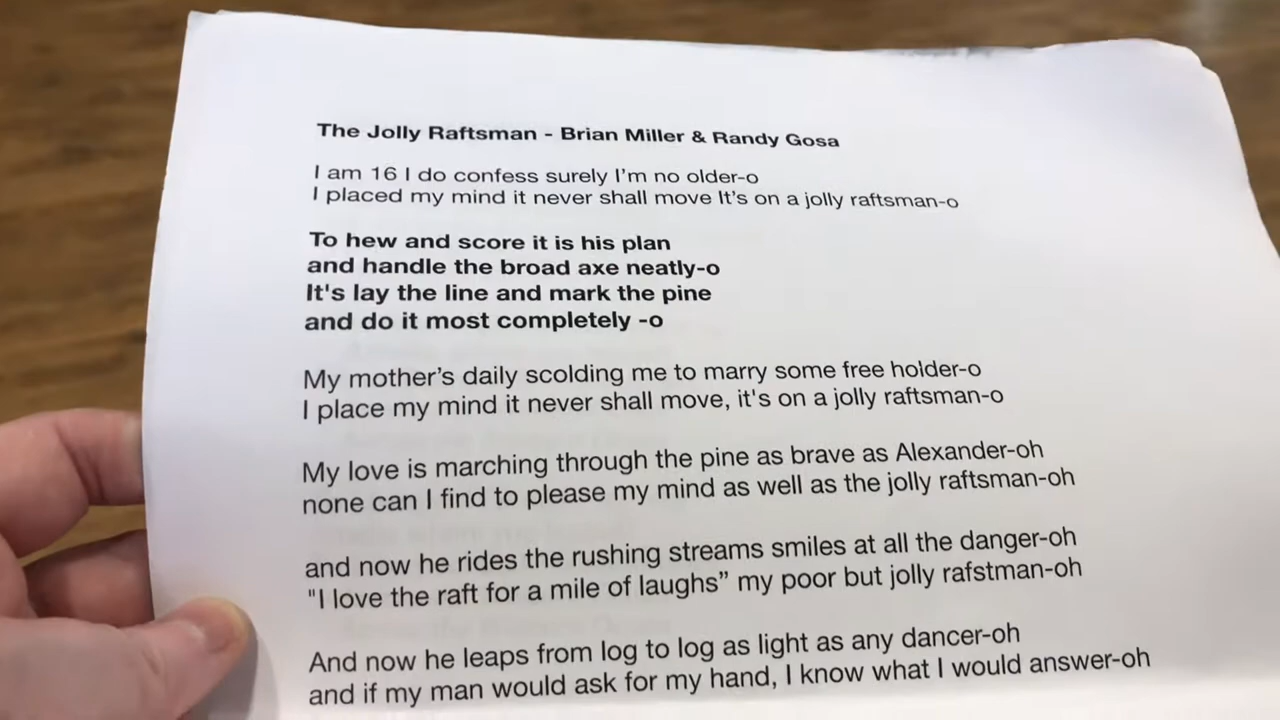 The Jolly Raftsman - Brian Miller & Randy Gosa
I am 16 I do confess surely I'm no older-o
I placed my mind it never shall move It's on a jolly raftsman-o
To hew and score it is his plan
and handle the broad axe neatly-o
It's lay the line and mark the pine
and do it most completely -o
My mother's daily scolding me to marry some free holder-o
I place my mind it never shall move, it's on a jolly raftsman-o
My love is marching through the pine as brave as Alexander-oh
none can I find to please my mind as well as the jolly raftsman-oh
and now he rides the rushing streams smiles at all the danger-oh
"I love the raft for a mile of laughs” my poor but jolly rafstman-oh
And now he leaps from log to log as light as any dancer-oh
and if my man would ask for my hand, I know what I would answer-oh